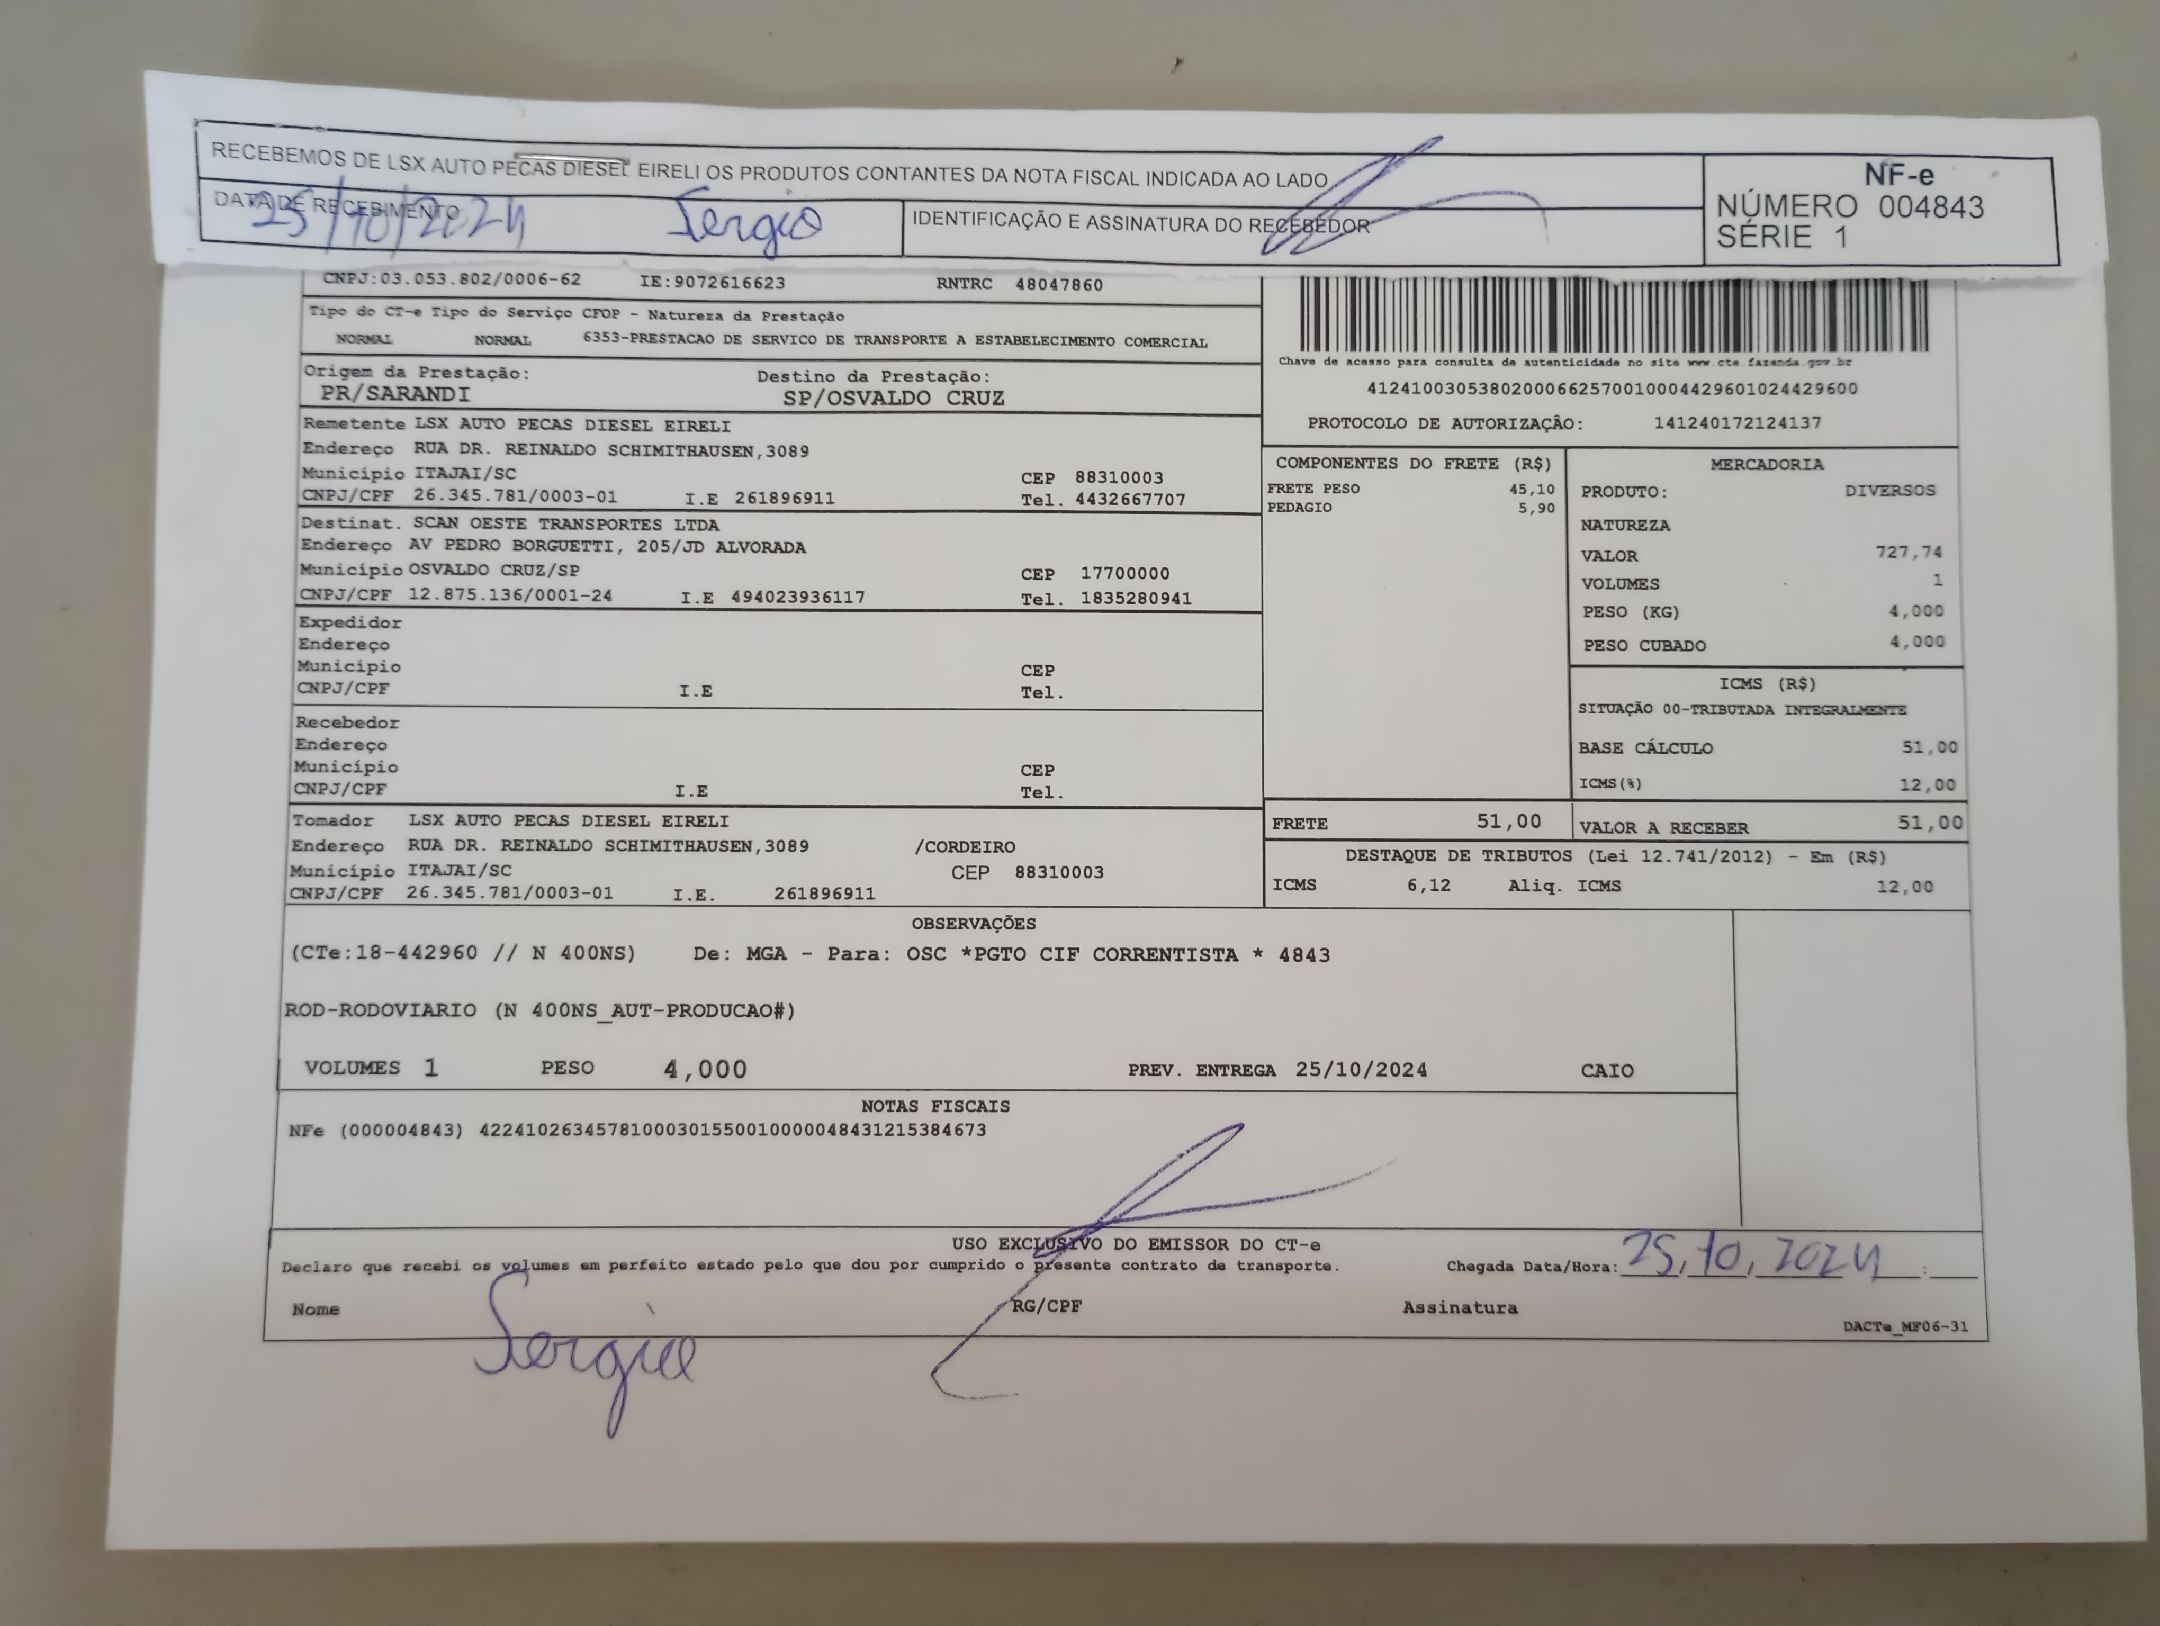 RECEBEMOS DE LSX AUTO PECAS DIESEL EIRELI OS PRODUTOS CONTANTES DA NOTA FISCAL INDICADA AO LADO
DATA DE RECEBIMENTO
25/10/2024 Sergio
IDENTIFICAÇÃO E ASSINATURA DO RECEBEDOR
NF-e
NÚMERO 004843
SÉRIE 1
CNPJ:03.053.802/0006-62 IE:9072616623 RNTRC 48047860
Tipo do CT-e Tipo do Serviço CFOP - Natureza da Prestação
NORMAL NORMAL 6353-PRESTACAO DE SERVICO DE TRANSPORTE A ESTABELECIMENTO COMERCIAL
Origem da Prestação: Destino da Prestação:
PR/SARANDI SP/OSVALDO CRUZ
Chave de acesso para consulta de autenticidade no site www.cte.fazenda.gov.br
41241003053802000662570010004429601024429600
PROTOCOLO DE AUTORIZAÇÃO: 141240172124137
Remetente LSX AUTO PECAS DIESEL EIRELI
Endereço RUA DR. REINALDO SCHIMITHAUSEN,3089
Município ITAJAI/SC CEP 88310003
CNPJ/CPF 26.345.781/0003-01 I.E 261896911 Tel. 4432667707
Destinat. SCAN OESTE TRANSPORTES LTDA
Endereço AV PEDRO BORGUETTI, 205/JD ALVORADA
Município OSVALDO CRUZ/SP CEP 17700000
CNPJ/CPF 12.875.136/0001-24 I.E 494023936117 Tel. 1835280941
Expedidor
Endereço
Município CEP
CNPJ/CPF I.E Tel.
Recebedor
Endereço
Município CEP
CNPJ/CPF I.E Tel.
Tomador LSX AUTO PECAS DIESEL EIRELI
Endereço RUA DR. REINALDO SCHIMITHAUSEN,3089 /CORDEIRO
Município ITAJAI/SC CEP 88310003
CNPJ/CPF 26.345.781/0003-01 I.E. 261896911
COMPONENTES DO FRETE (R$)
FRETE PESO 45,10
PEDAGIO 5,90
MERCADORIA
PRODUTO: DIVERSOS
NATUREZA
VALOR 727,74
VOLUMES 1
PESO (KG) 4,000
PESO CUBADO 4,000
ICMS (R$)
SITUAÇÃO 00-TRIBUTADA INTEGRALMENTE
BASE CÁLCULO 51,00
ICMS(%) 12,00
FRETE 51,00 VALOR A RECEBER 51,00
DESTAQUE DE TRIBUTOS (Lei 12.741/2012) - Em (R$)
ICMS 6,12 Aliq. ICMS 12,00
OBSERVAÇÕES
(CTe:18-442960 // N 400NS) De: MGA - Para: OSC *PGTO CIF CORRENTISTA * 4843
ROD-RODOVIARIO (N 400NS_AUT-PRODUCAO#)
VOLUMES 1 PESO 4,000 PREV. ENTREGA 25/10/2024 CAIO
NOTAS FISCAIS
NFe (000004843) 42241026345781000301550010000048431215384673
USO EXCLUSIVO DO EMISSOR DO CT-e
Declaro que recebi os volumes em perfeito estado pelo que dou por cumprido o presente contrato de transporte. Chegada Data/Hora: 25,10,2024 :
Nome Sergio RG/CPF Assinatura
DACTe_MF06-31